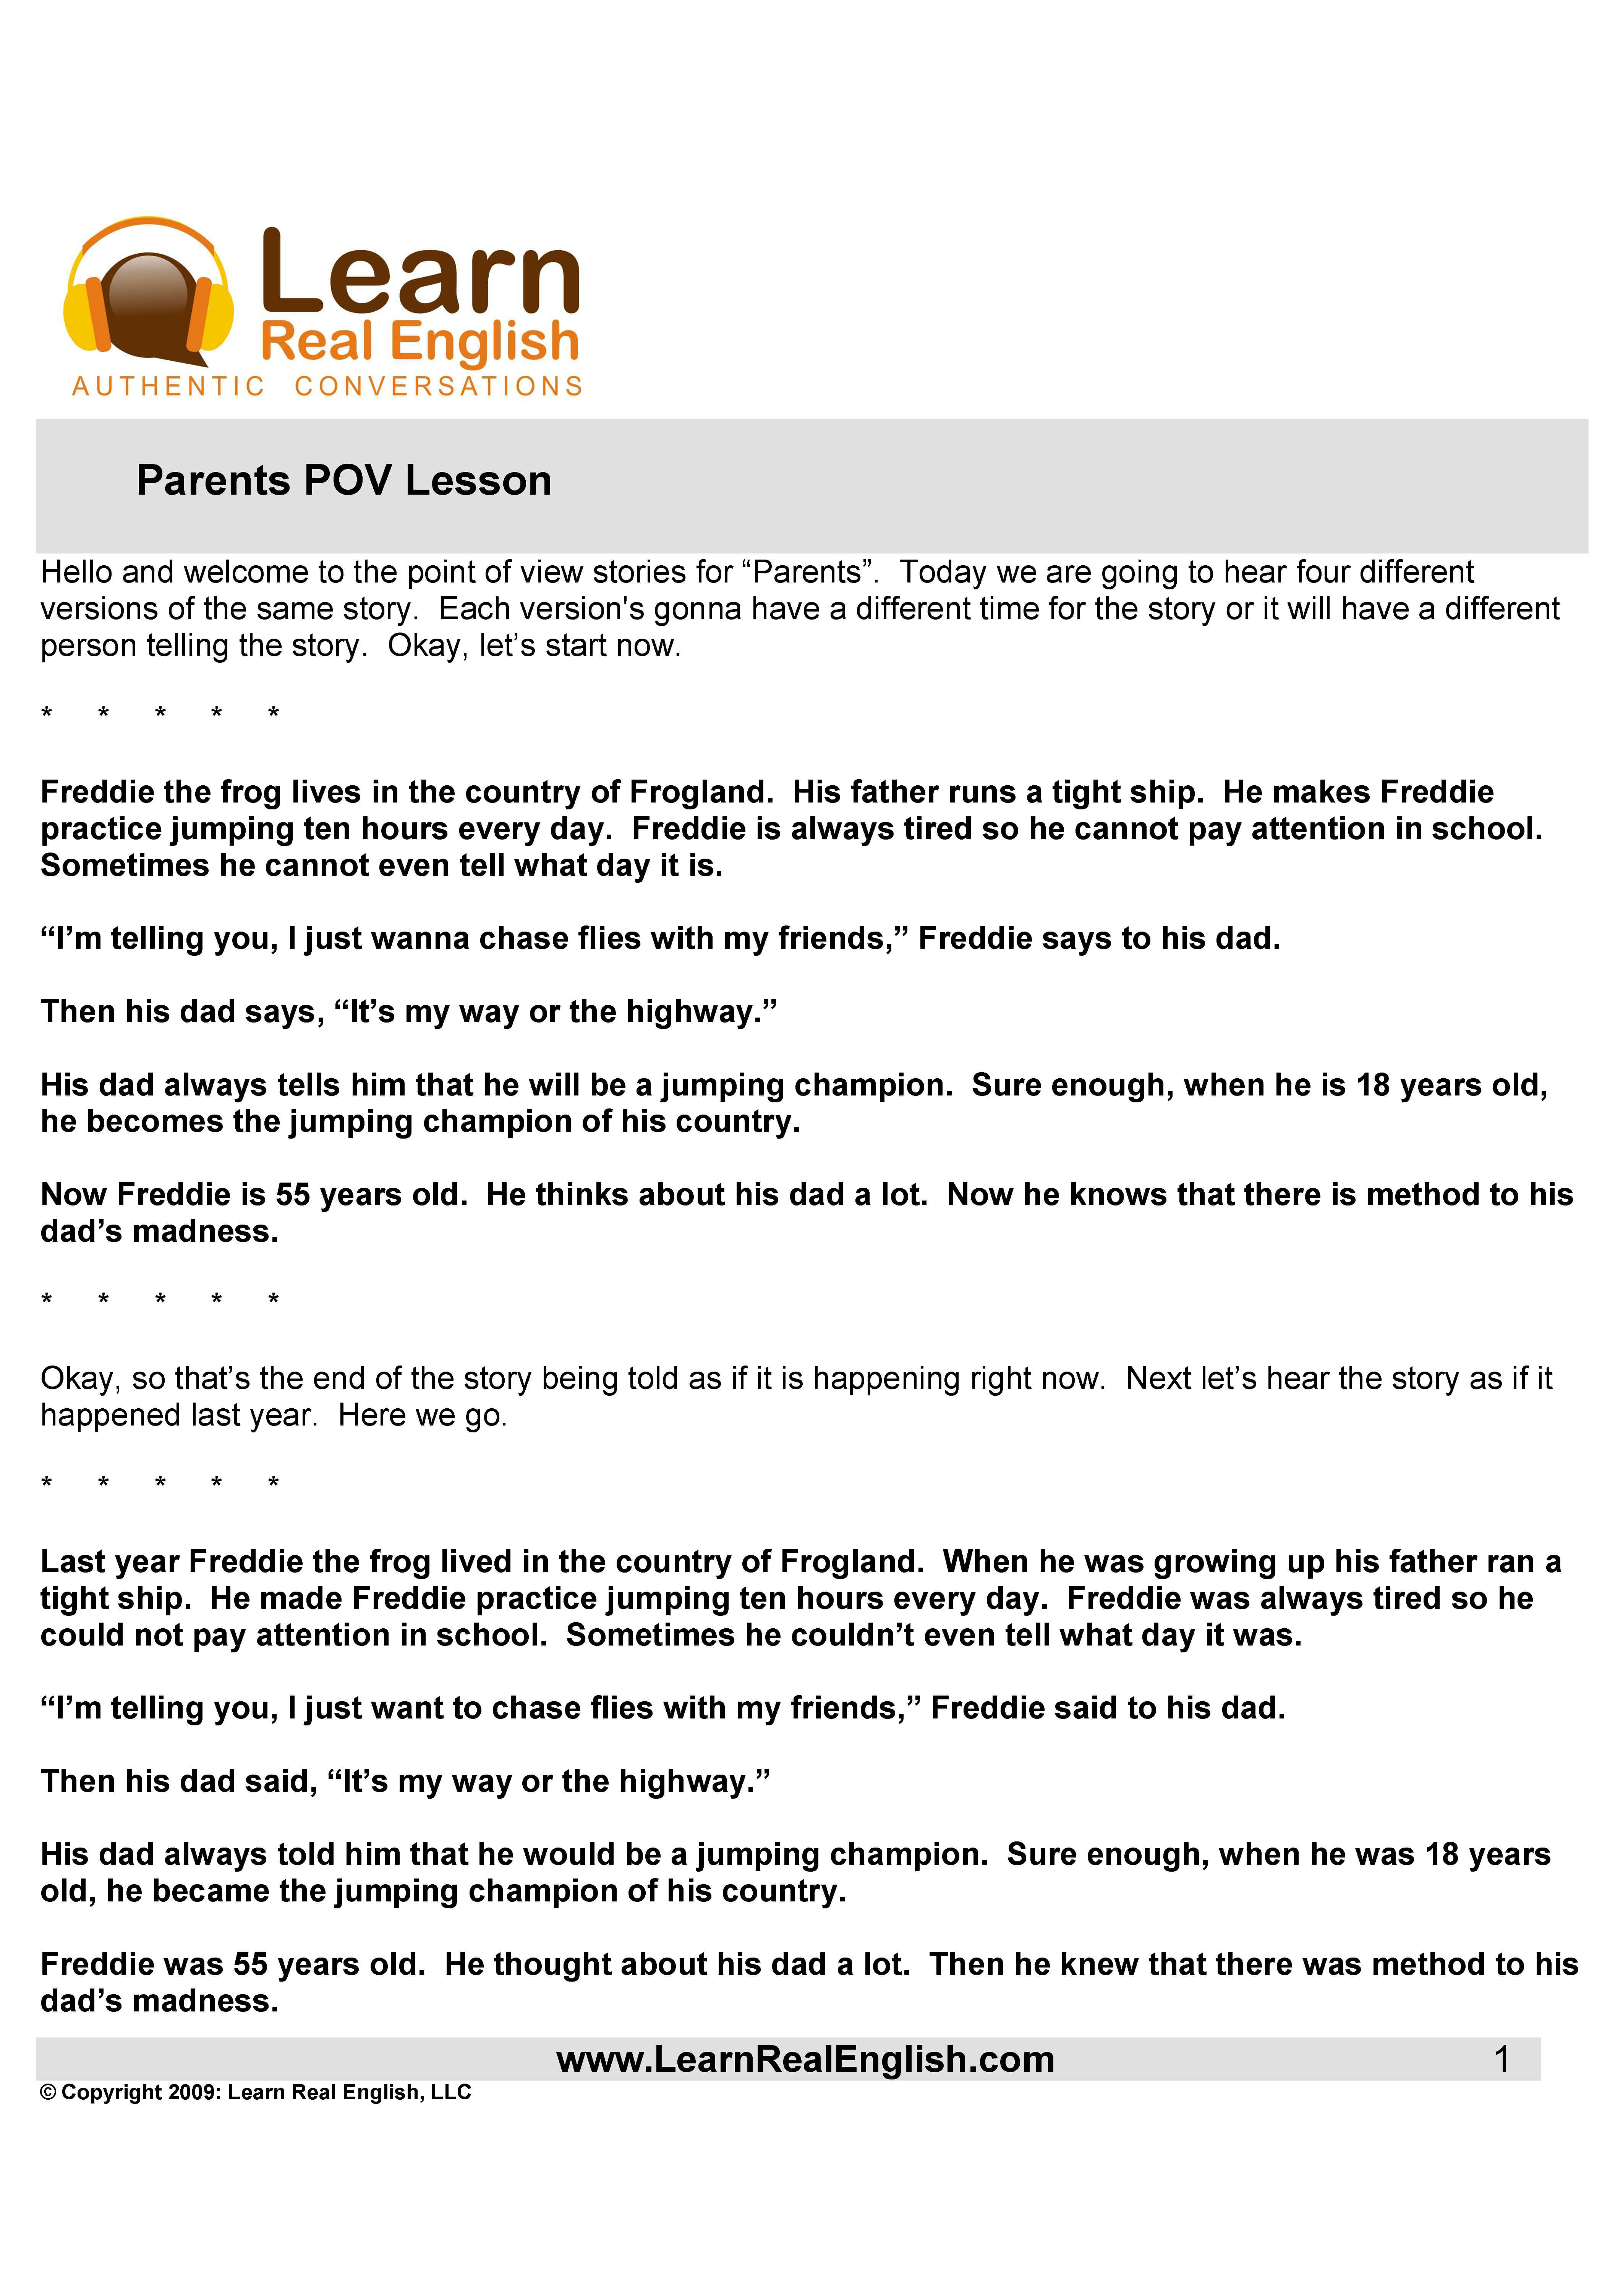 Learn
Real English
AUTHENTIC CONVERSATIONS
Parents POV Lesson
Hello and welcome to the point of view stories for “Parents”.  Today we are going to hear four different
versions of the same story.  Each version's gonna have a different time for the story or it will have a different
person telling the story.  Okay, let’s start now.
* * * * *
Freddie the frog lives in the country of Frogland.  His father runs a tight ship.  He makes Freddie
practice jumping ten hours every day.  Freddie is always tired so he cannot pay attention in school.
Sometimes he cannot even tell what day it is.
“I’m telling you, I just wanna chase flies with my friends,” Freddie says to his dad.
Then his dad says, “It’s my way or the highway.”
His dad always tells him that he will be a jumping champion.  Sure enough, when he is 18 years old,
he becomes the jumping champion of his country.
Now Freddie is 55 years old.  He thinks about his dad a lot.  Now he knows that there is method to his
dad’s madness.
* * * * *
Okay, so that’s the end of the story being told as if it is happening right now.  Next let’s hear the story as if it
happened last year.  Here we go.
* * * * *
Last year Freddie the frog lived in the country of Frogland.  When he was growing up his father ran a
tight ship.  He made Freddie practice jumping ten hours every day.  Freddie was always tired so he
could not pay attention in school.  Sometimes he couldn’t even tell what day it was.
“I’m telling you, I just want to chase flies with my friends,” Freddie said to his dad.
Then his dad said, “It’s my way or the highway.”
His dad always told him that he would be a jumping champion.  Sure enough, when he was 18 years
old, he became the jumping champion of his country.
Freddie was 55 years old.  He thought about his dad a lot.  Then he knew that there was method to his
dad’s madness.
www.LearnRealEnglish.com 1
© Copyright 2009: Learn Real English, LLC